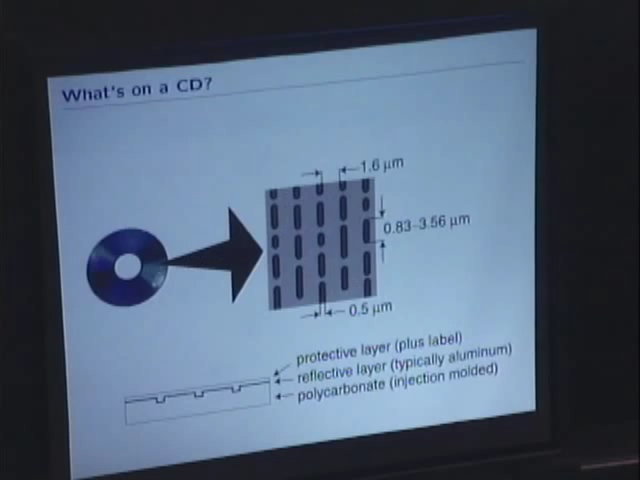 What's on a CD?
1.6 µm
0.83–3.56 µm
0.5 µm
protective layer (plus label)
reflective layer (typically aluminum)
polycarbonate (injection molded)